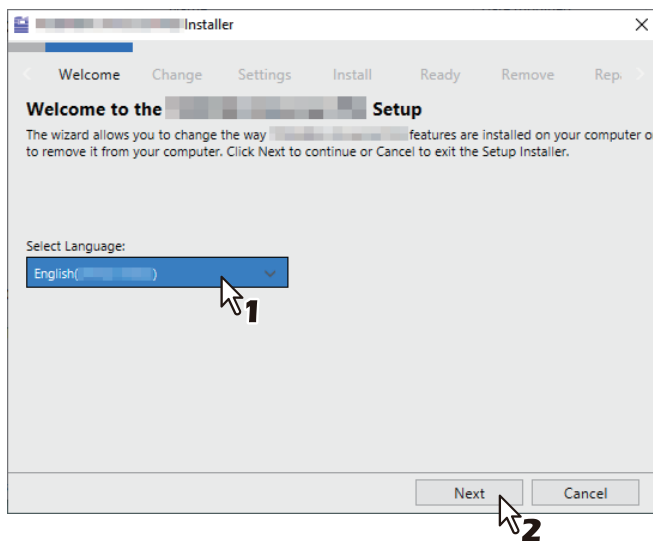 Installer
Welcome Change Settings Install Ready Remove Rep
Welcome to the Setup
The wizard allows you to change the way features are installed on your computer o
to remove it from your computer. Click Next to continue or Cancel to exit the Setup Installer.
Select Language:
English( )
1
Next Cancel
2